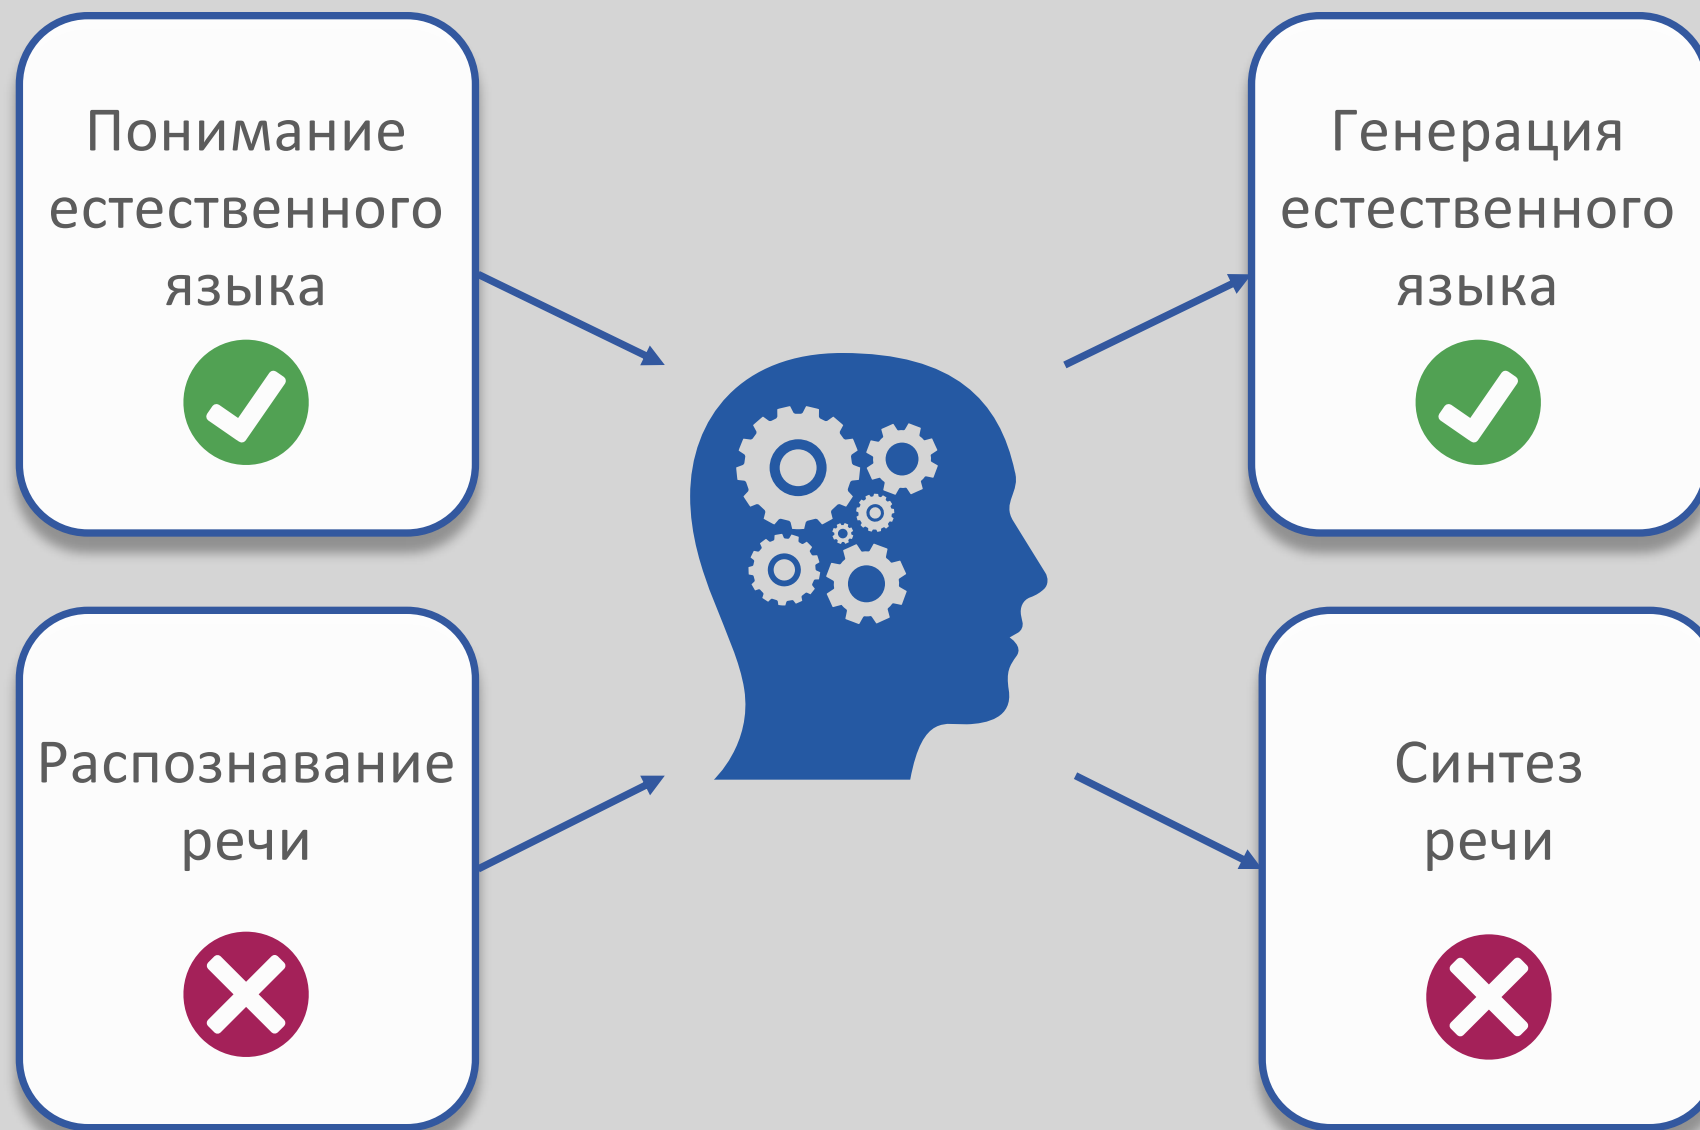 Понимание
естественного
языка
Генерация
естественного
языка
Распознавание
речи
Синтез
речи